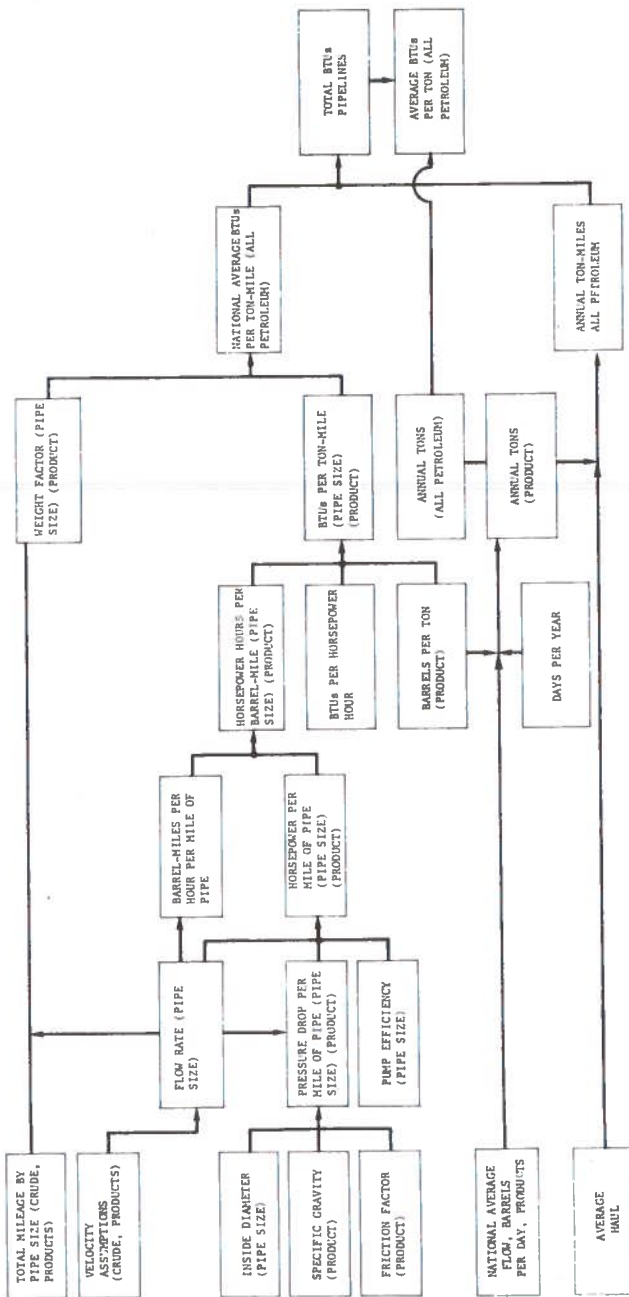 TOTAL MILEAGE BY
PIPE SIZE (CRUDE,
PRODUCTS)
VELOCITY
ASSUMPTIONS
(CRUDE, PRODUCTS)
INSIDE DIAMETER
(PIPE SIZE)
SPECIFIC GRAVITY
(PRODUCT)
FRICTION FACTOR
(PRODUCT)
NATIONAL AVERAGE
FLOW, BARRELS
PER DAY, PRODUCTS
AVERAGE
HAUL
FLOW RATE (PIPE
SIZE)
PRESSURE DROP PER
MILE OF PIPE (PIPE
SIZE) (PRODUCT)
PUMP EFFICIENCY
(PIPE SIZE)
BARREL-MILES PER
HOUR PER MILE OF
PIPE
HORSEPOWER PER
MILE OF PIPE
(PIPE SIZE)
(PRODUCT)
HORSEPOWER HOURS PER
BARREL-MILE (PIPE
SIZE) (PRODUCT)
BTUs PER HORSEPOWER
HOUR
BARRELS PER TON
(PRODUCT)
DAYS PER YEAR
WEIGHT FACTOR (PIPE
SIZE) (PRODUCT)
BTUs PER TON-MILE
(PIPE SIZE)
(PRODUCT)
ANNUAL TONS
(ALL PETROLEUM)
ANNUAL TONS
(PRODUCT)
NATIONAL AVERAGE BTUs
PER TON-MILE (ALL
PETROLEUM)
ANNUAL TON-MILES
ALL PETROLEUM
TOTAL BTUs
PIPELINES
AVERAGE BTUs
PER TON (ALL
PETROLEUM)